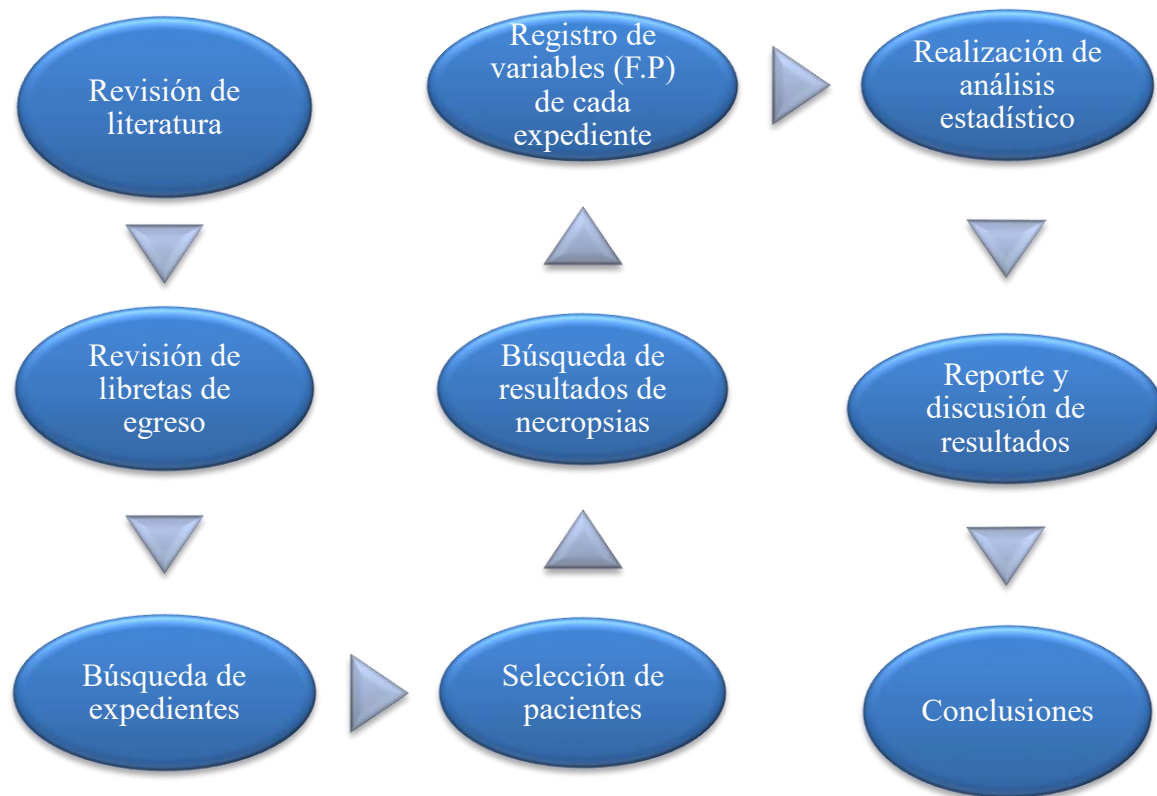 Revisión de
literatura
Revisión de
libretas de
egreso
Búsqueda de
expedientes
Selección de
pacientes
Búsqueda de
resultados de
necropsias
Registro de
variables (F.P)
de cada
expediente
Realización de
análisis
estadístico
Reporte y
discusión de
resultados
Conclusiones